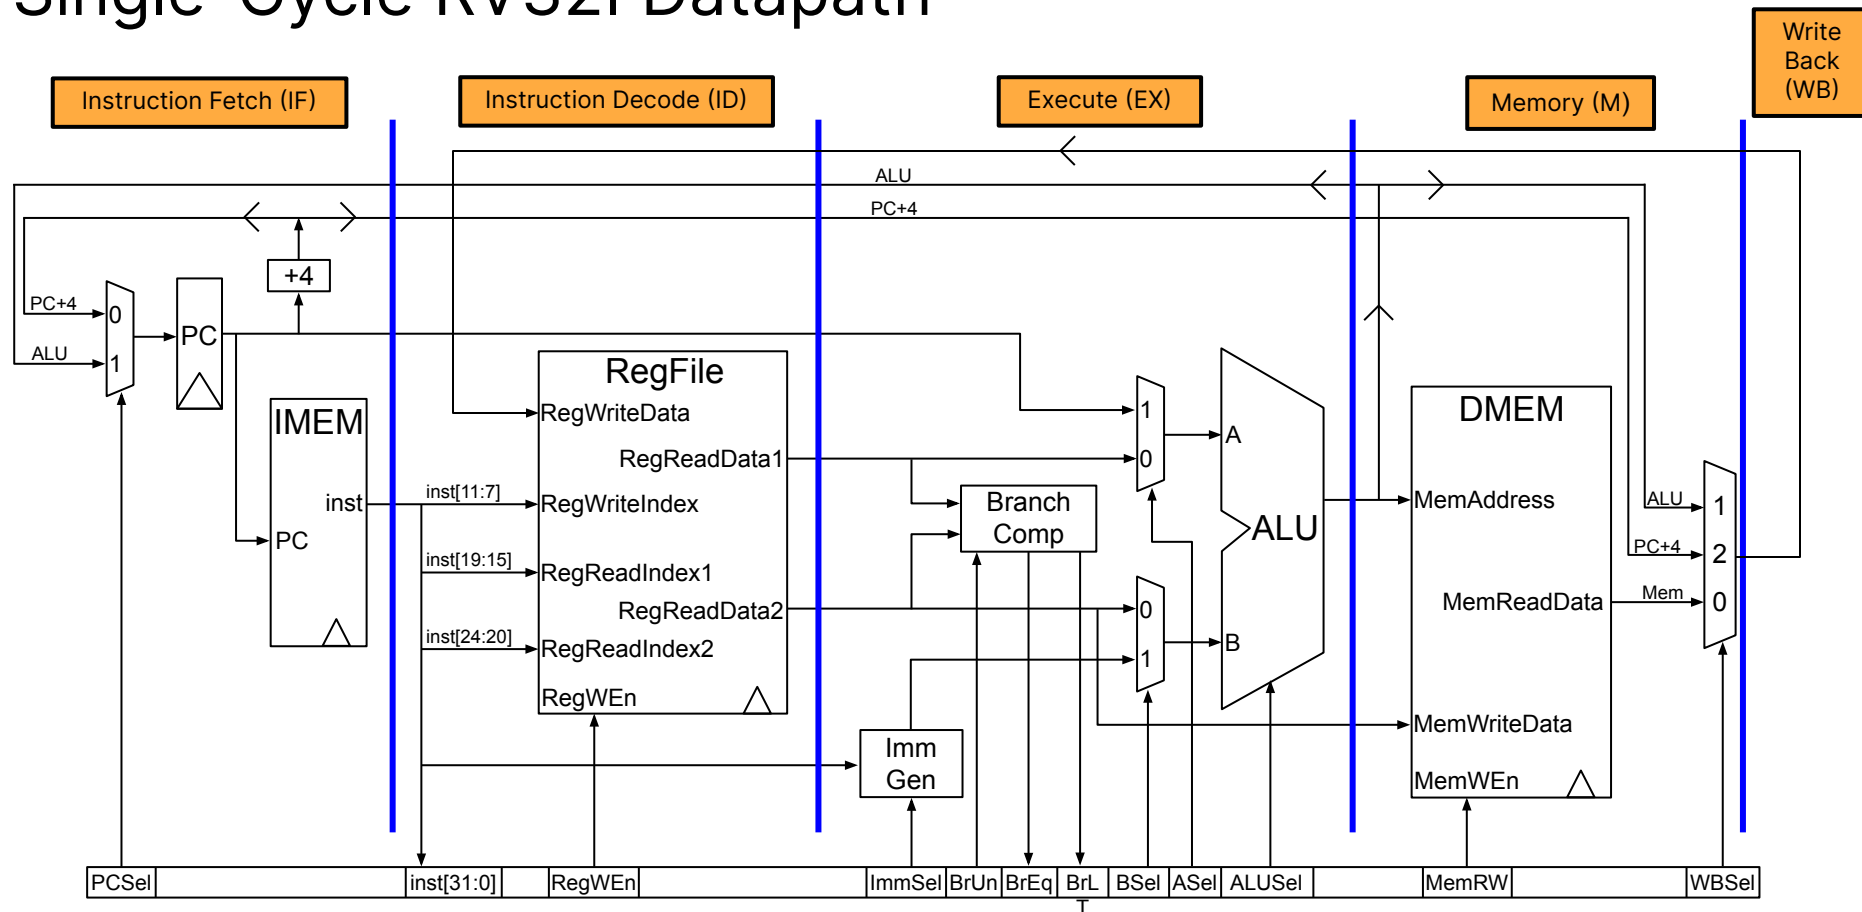 Single-Cycle RV32I Datapath
Instruction Fetch (IF)
Instruction Decode (ID)
Execute (EX)
Memory (M)
Write
Back
(WB)
ALU
PC+4
+4
PC+4
ALU
0
1
PC
IMEM
inst
PC
inst[11:7]
inst[19:15]
inst[24:20]
RegFile
RegWriteData
RegReadData1
RegWriteIndex
RegReadIndex1
RegReadData2
RegReadIndex2
RegWEn
Imm
Gen
Branch
Comp
1
0
0
1
A
B
ALU
DMEM
MemAddress
MemReadData
MemWriteData
MemWEn
ALU
PC+4
Mem
1
2
0
PCSel
inst[31:0]
RegWEn
ImmSel
BrUn
BrEq
BrL
T
BSel
ASel
ALUSel
MemRW
WBSel